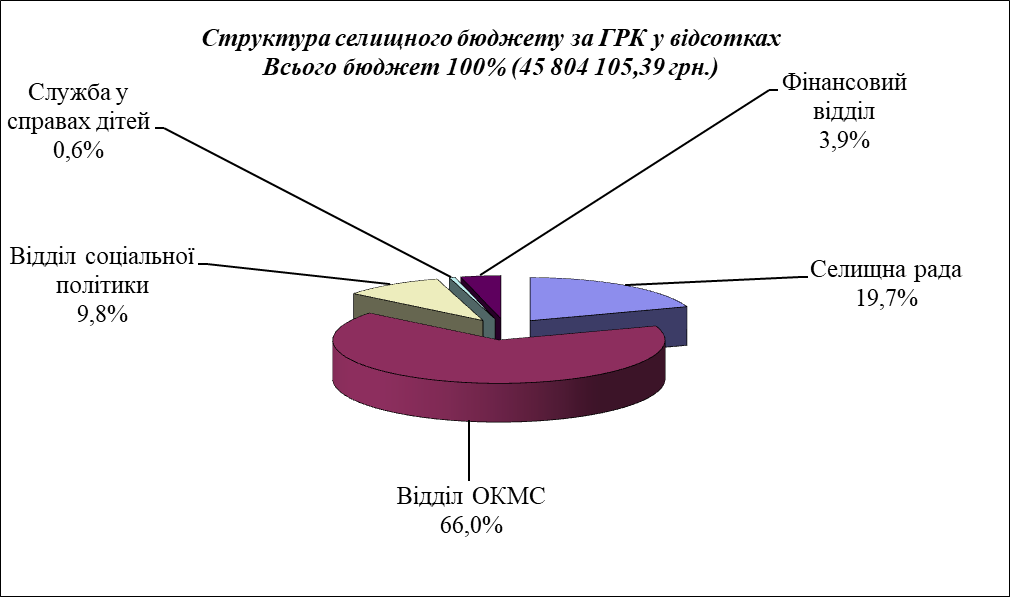 Структура селищного бюджету за ГРК у відсотках
Всього бюджет 100% (45 804 105,39 грн.)
Служба у
справах дітей
0,6%
Фінансовий
відділ
3,9%
Відділ соціальної
політики
9,8%
Селищна рада
19,7%
Відділ ОКМС
66,0%